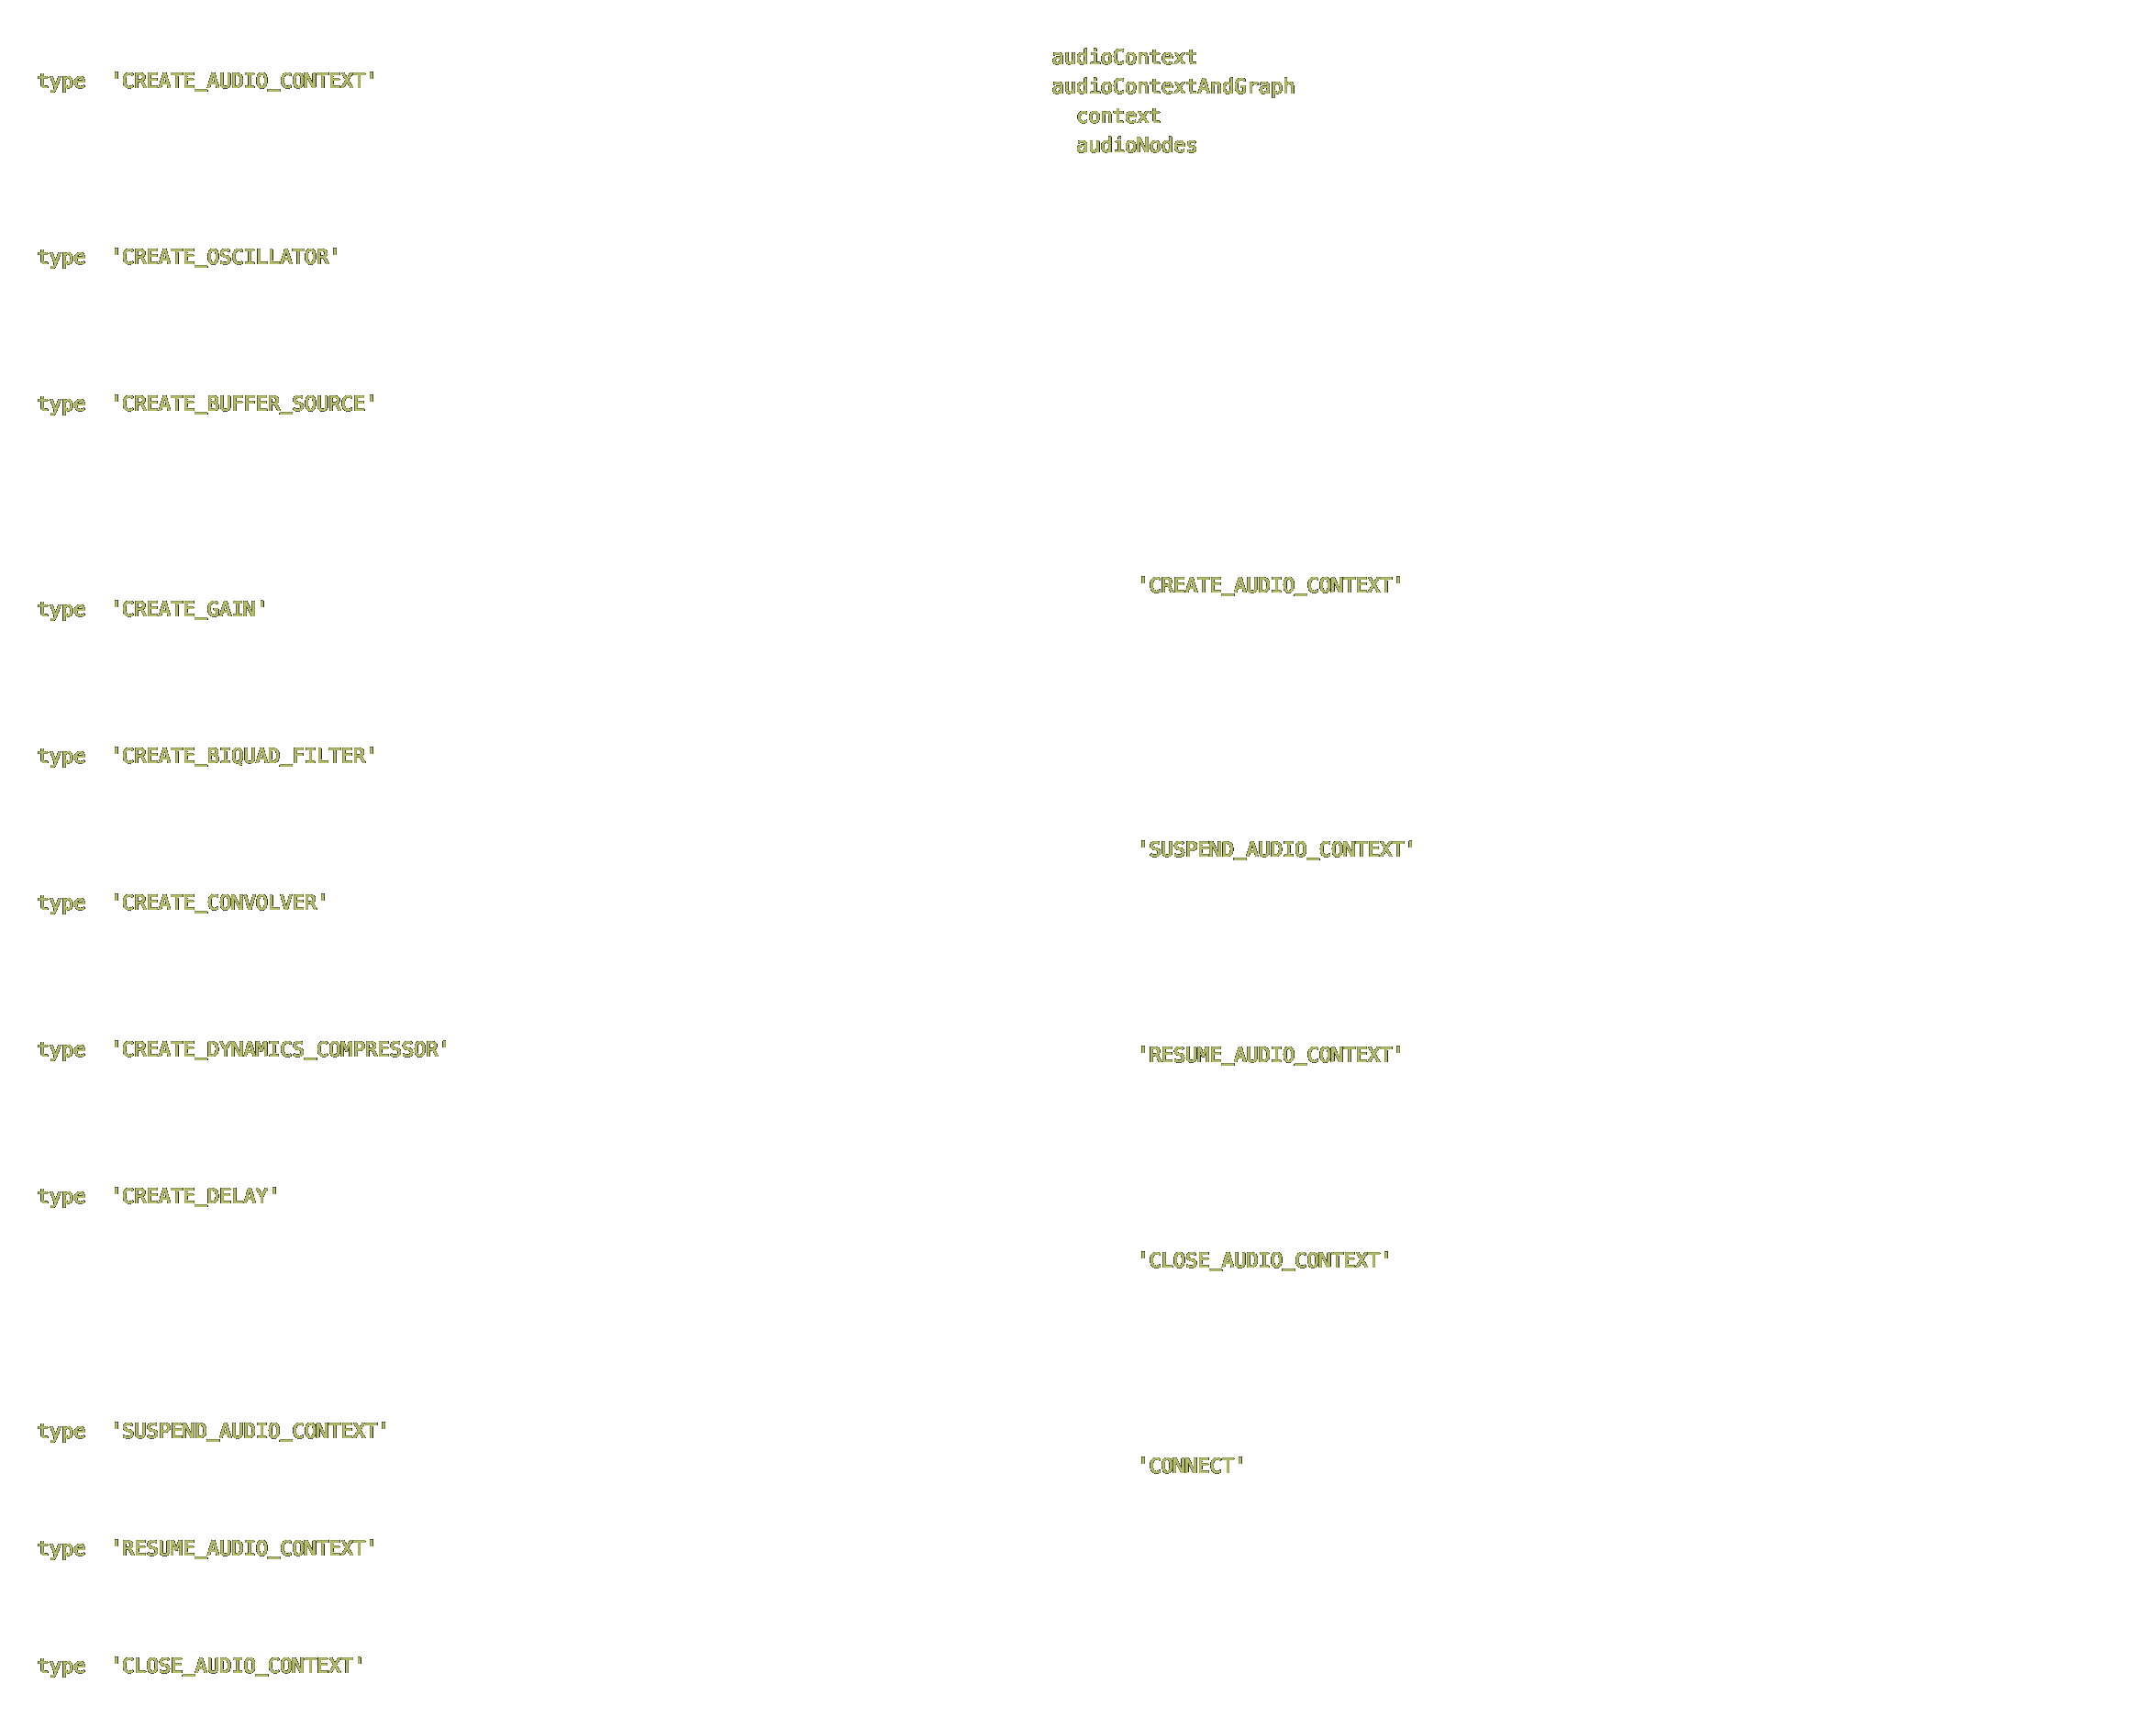 type  'CREATE_AUDIO_CONTEXT'
type  'CREATE_OSCILLATOR'
type  'CREATE_BUFFER_SOURCE'
type  'CREATE_GAIN'
type  'CREATE_BIQUAD_FILTER'
type  'CREATE_CONVOLVER'
type  'CREATE_DYNAMICS_COMPRESSOR'
type  'CREATE_DELAY'
type  'SUSPEND_AUDIO_CONTEXT'
type  'RESUME_AUDIO_CONTEXT'
type  'CLOSE_AUDIO_CONTEXT'
audioContext
audioContextAndGraph
  context
  audioNodes
'CREATE_AUDIO_CONTEXT'
'SUSPEND_AUDIO_CONTEXT'
'RESUME_AUDIO_CONTEXT'
'CLOSE_AUDIO_CONTEXT'
'CONNECT'